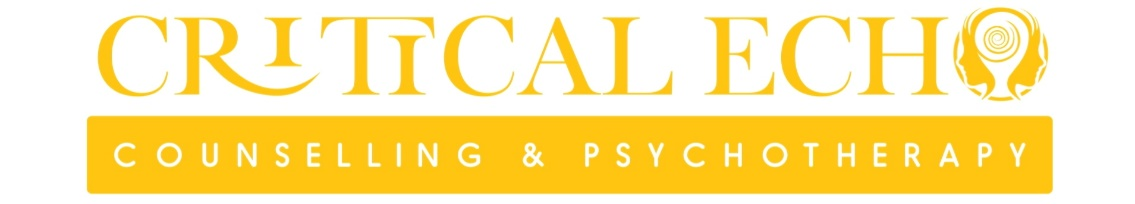 CRITICAL ECHO
COUNSELLING & PSYCHOTHERAPY